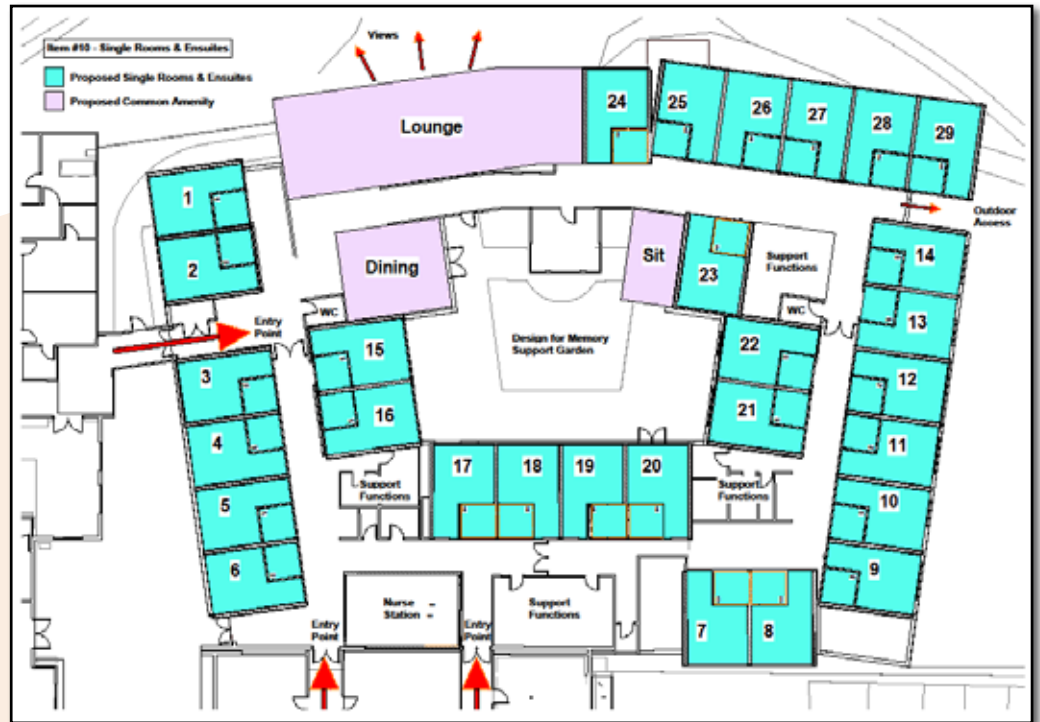 Item #10 - Single Rooms & Ensuites
Proposed Single Rooms & Ensuites
Proposed Common Amenity
Views
Lounge
24
25
26
27
28
29
Outdoor
Access
1
2
Dining
Sit
23
Support
Functions
14
WC
WC
13
Entry
Point
Design for Memory
Support Garden
15
16
22
21
3
4
5
6
12
11
10
9
17
18
19
20
Support
Functions
Support
Functions
Nurse
Station
Support
Functions
Entry
Point
Entry
Point
7
8